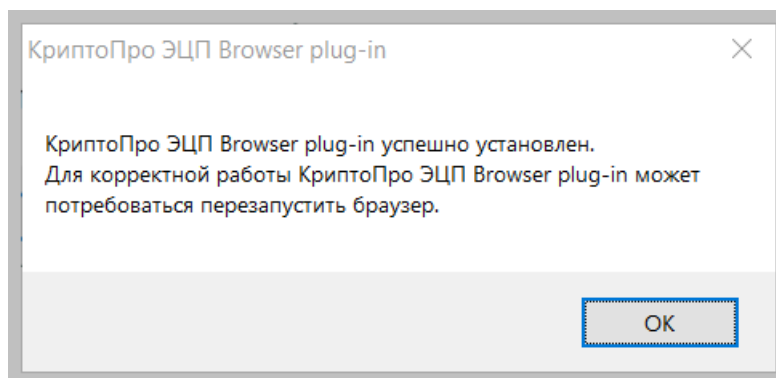 КриптоПро ЭЦП Browser plug-in
КриптоПро ЭЦП Browser plug-in успешно установлен.
Для корректной работы КриптоПро ЭЦП Browser plug-in может
потребоваться перезапустить браузер.
OK